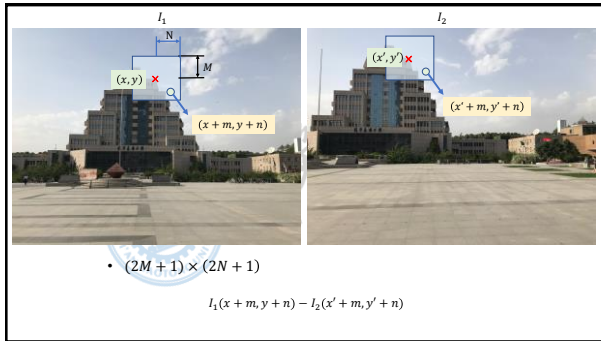 I₁
I₂
N
M
(x, y)
(x + m, y + n)
(x′, y′)
(x′ + m, y′ + n)
• (2M + 1) × (2N + 1)
I₁(x + m, y + n) − I₂(x′ + m, y′ + n)